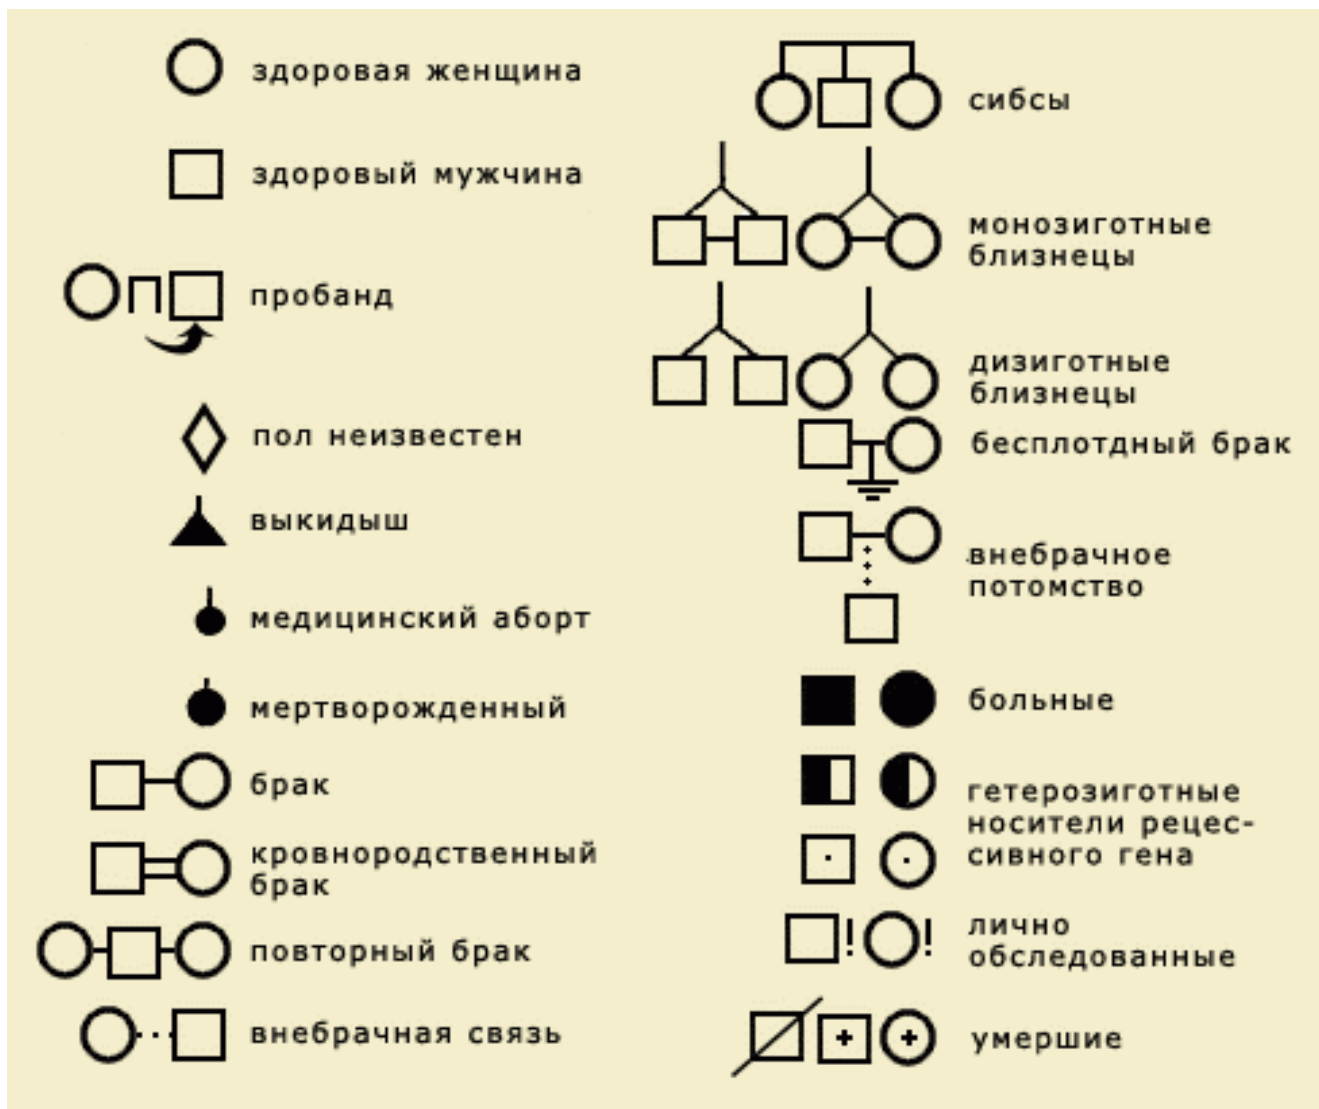 здоровая женщина
здоровый мужчина
П
пробанд
пол неизвестен
выкидыш
медицинский аборт
мертворожденный
брак
кровнородственный
брак
повторный брак
внебрачная связь
сибсы
монозиготные
близнецы
дизиготные
близнецы
бесплотдный брак
внебрачное
потомство
больные
гетерозиготные
носители рецес-
сивного гена
! !
лично
обследованные
умершие